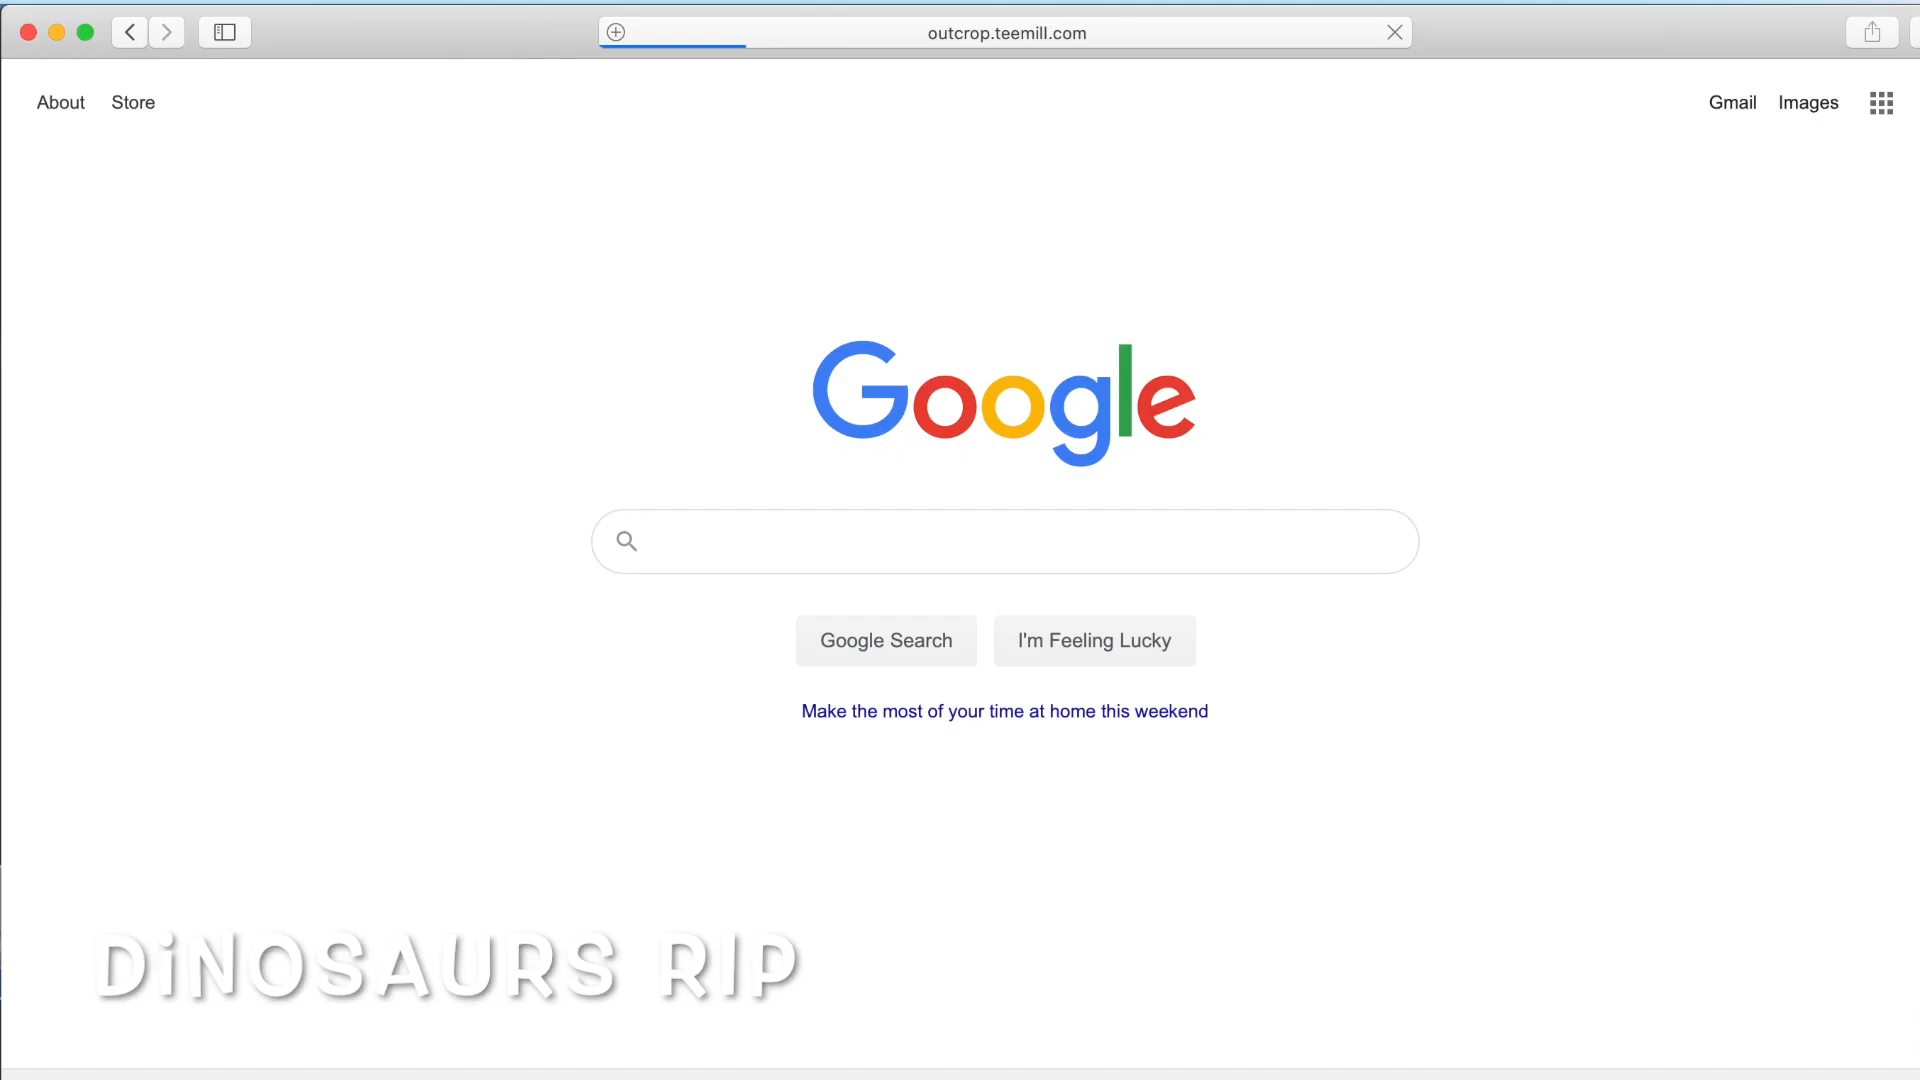 outcrop.teemill.com
About Store Gmail Images
Google
Google Search I'm Feeling Lucky
Make the most of your time at home this weekend
DiNOSAURS RIP